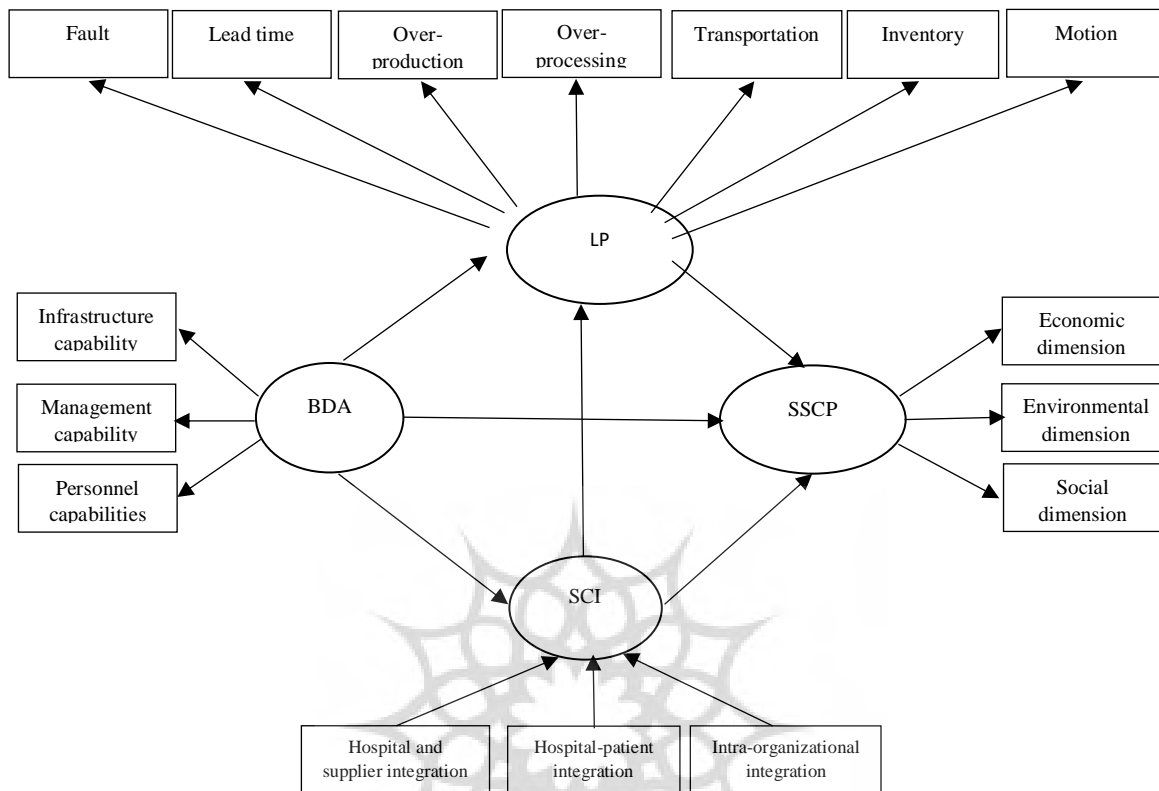 Fault
Lead time
Over-
production
Over-
processing
Transportation
Inventory
Motion
LP
Infrastructure
capability
Management
capability
Personnel
capabilities
BDA
SSCP
Economic
dimension
Environmental
dimension
Social
dimension
SCI
Hospital and
supplier integration
Hospital-patient
integration
Intra-organizational
integration